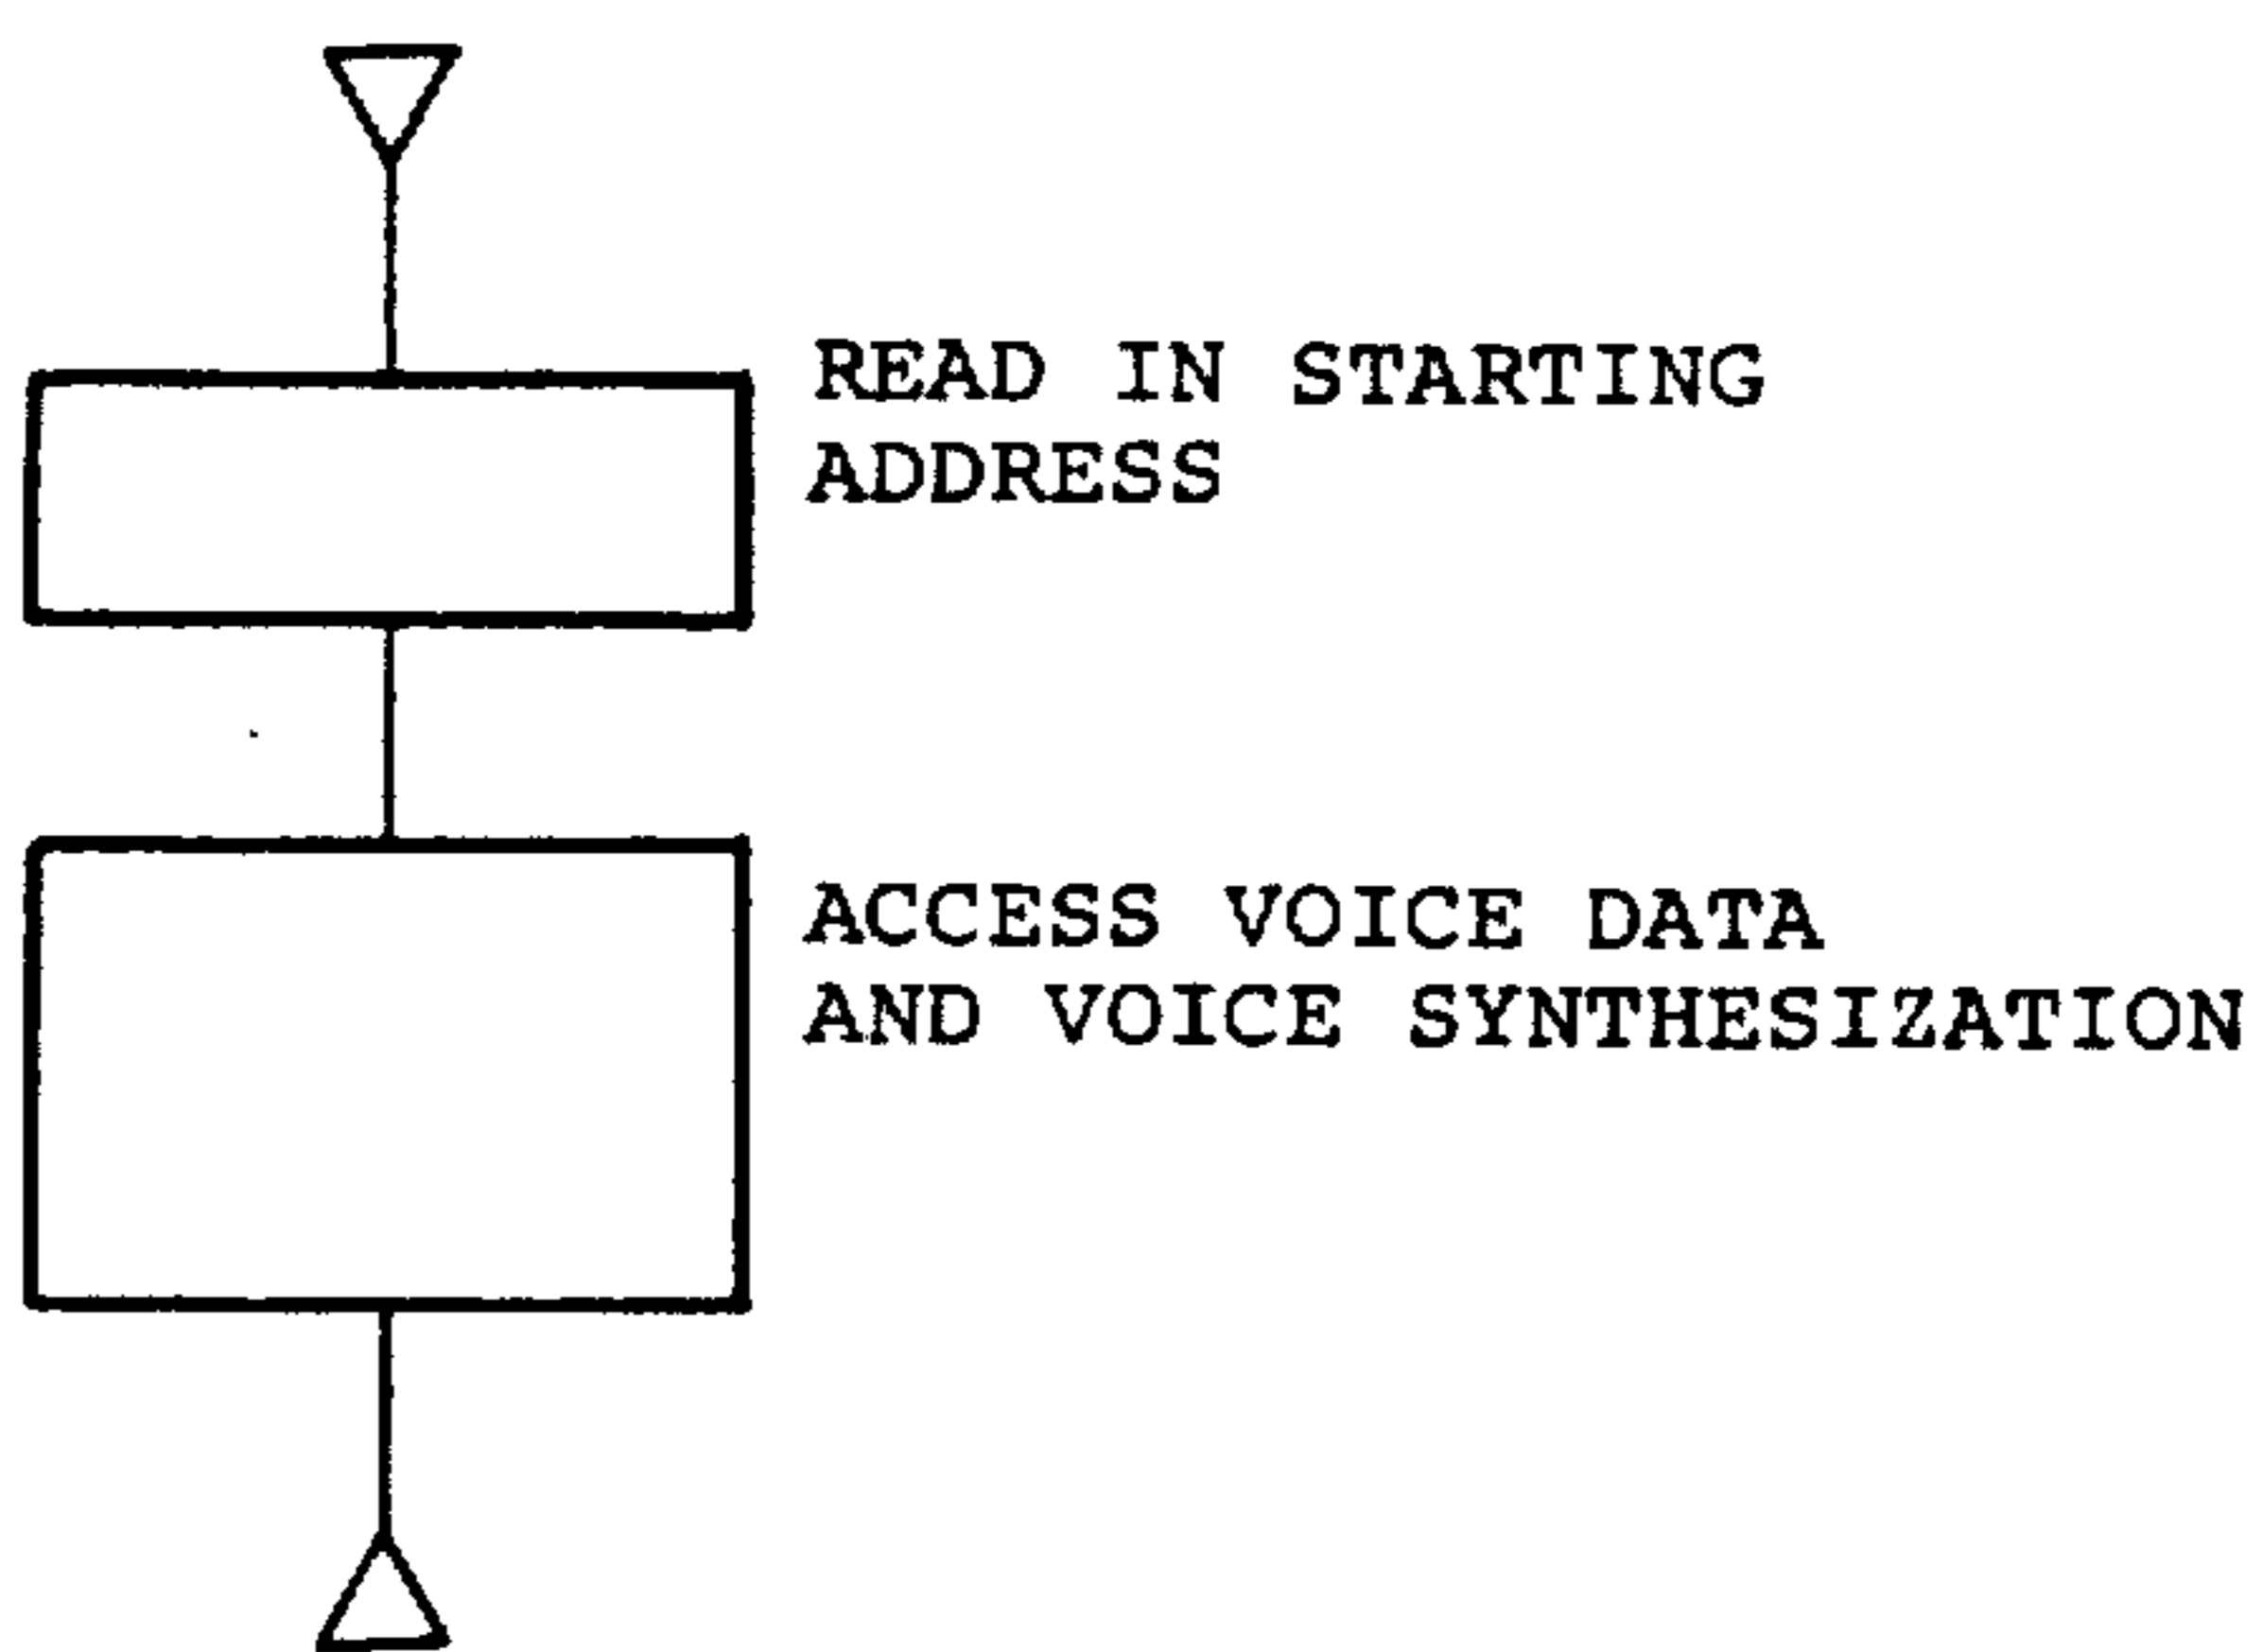 READ IN STARTING
ADDRESS
ACCESS VOICE DATA
AND VOICE SYNTHESIZATION